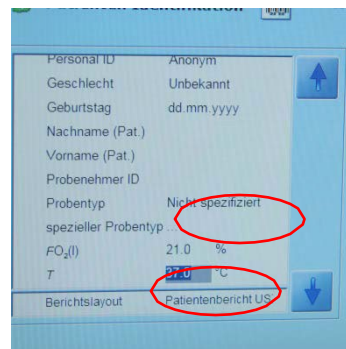 Identifikation
Personal ID Anonym
Geschlecht Unbekannt
Geburtstag dd.mm.yyyy
Nachname (Pat.)
Vorname (Pat.)
Probenehmer ID
Probentyp Nicht spezifiziert
spezieller Probentyp ...
FO₂(I) 21.0 %
T 37.0 °C
Berichtslayout Patientenbericht US